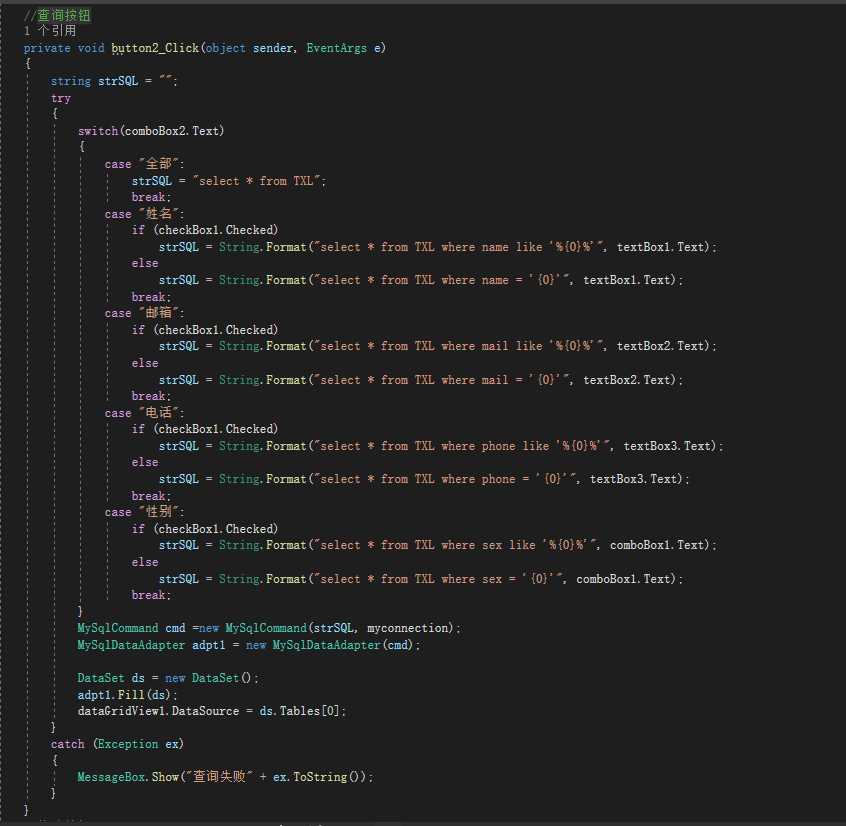 //查询按钮
1 个引用
private void button2_Click(object sender, EventArgs e)
{
string strSQL = "";
try
{
switch(comboBox2.Text)
{
case "全部":
strSQL = "select * from TXL";
break;
case "姓名":
if (checkBox1.Checked)
strSQL = String.Format("select * from TXL where name like '%{0}%'", textBox1.Text);
else
strSQL = String.Format("select * from TXL where name = '{0}'", textBox1.Text);
break;
case "邮箱":
if (checkBox1.Checked)
strSQL = String.Format("select * from TXL where mail like '%{0}%'", textBox2.Text);
else
strSQL = String.Format("select * from TXL where mail = '{0}'", textBox2.Text);
break;
case "电话":
if (checkBox1.Checked)
strSQL = String.Format("select * from TXL where phone like '%{0}%'", textBox3.Text);
else
strSQL = String.Format("select * from TXL where phone = '{0}'", textBox3.Text);
break;
case "性别":
if (checkBox1.Checked)
strSQL = String.Format("select * from TXL where sex like '%{0}%'", comboBox1.Text);
else
strSQL = String.Format("select * from TXL where sex = '{0}'", comboBox1.Text);
break;
}
MySqlCommand cmd =new MySqlCommand(strSQL, myconnection);
MySqlDataAdapter adpt1 = new MySqlDataAdapter(cmd);
DataSet ds = new DataSet();
adpt1.Fill(ds);
dataGridView1.DataSource = ds.Tables[0];
}
catch (Exception ex)
{
MessageBox.Show("查询失败" + ex.ToString());
}
}